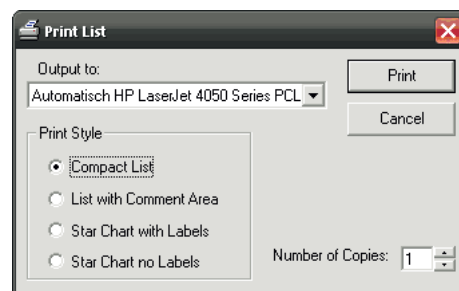 Print List
Output to:
Automatisch HP LaserJet 4050 Series PCL
Print
Cancel
Print Style
Compact List
List with Comment Area
Star Chart with Labels
Star Chart no Labels
Number of Copies: 1